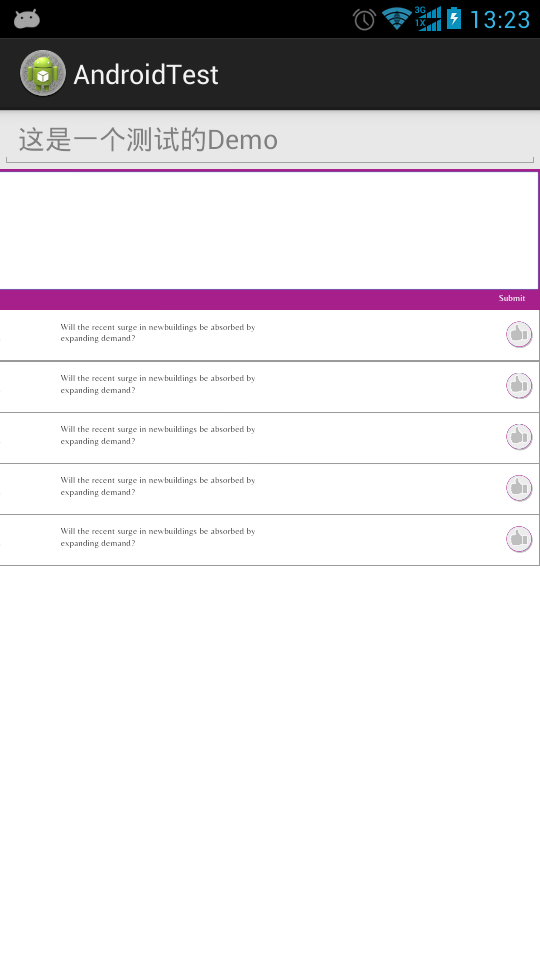 3G
1X
13:23
AndroidTest
这是一个测试的Demo
Submit
Will the recent surge in newbuildings be absorbed by
expanding demand?
Will the recent surge in newbuildings be absorbed by
expanding demand?
Will the recent surge in newbuildings be absorbed by
expanding demand?
Will the recent surge in newbuildings be absorbed by
expanding demand?
Will the recent surge in newbuildings be absorbed by
expanding demand?